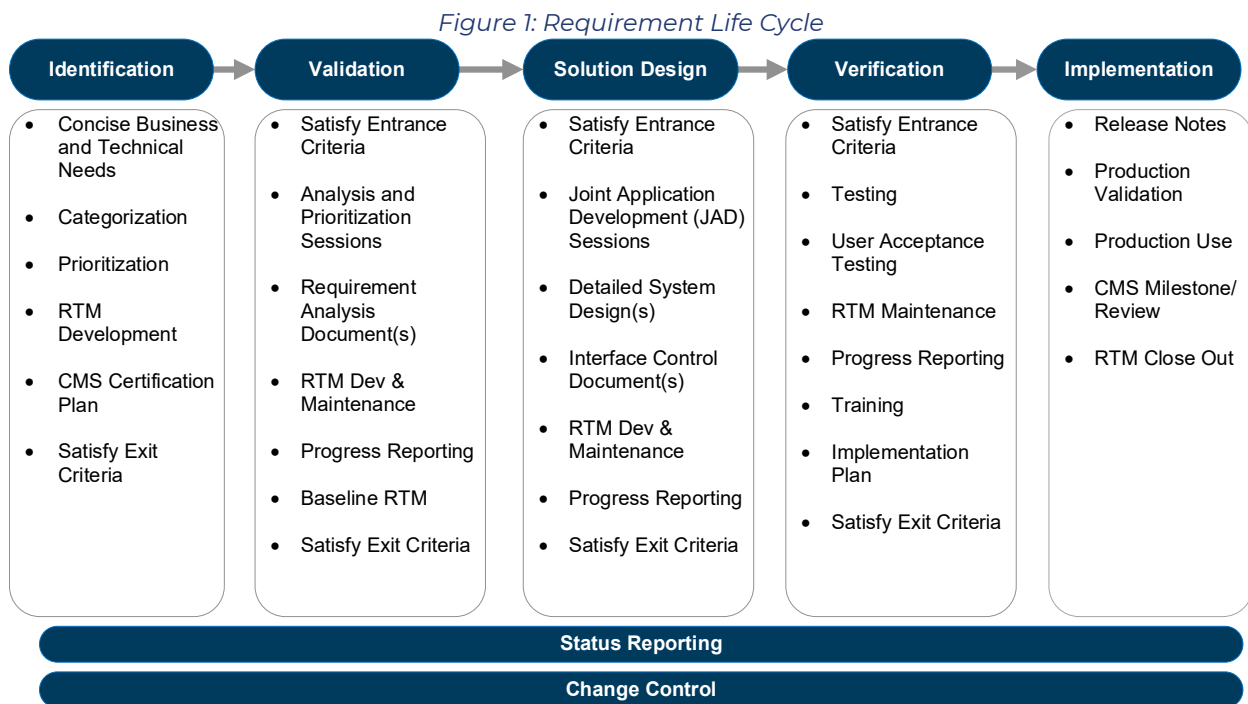 Figure 1: Requirement Life Cycle
Identification
Validation
Solution Design
Verification
Implementation
• Concise Business
and Technical
Needs
• Categorization
• Prioritization
• RTM
Development
• CMS Certification
Plan
• Satisfy Exit
Criteria
• Satisfy Entrance
Criteria
• Analysis and
Prioritization
Sessions
• Requirement
Analysis
Document(s)
• RTM Dev &
Maintenance
• Progress Reporting
• Baseline RTM
• Satisfy Exit Criteria
• Satisfy Entrance
Criteria
• Joint Application
Development (JAD)
Sessions
• Detailed System
Design(s)
• Interface Control
Document(s)
• RTM Dev &
Maintenance
• Progress Reporting
• Satisfy Exit Criteria
• Satisfy Entrance
Criteria
• Testing
• User Acceptance
Testing
• RTM Maintenance
• Progress Reporting
• Training
• Implementation
Plan
• Satisfy Exit Criteria
• Release Notes
• Production
Validation
• Production Use
• CMS Milestone/
Review
• RTM Close Out
Status Reporting
Change Control